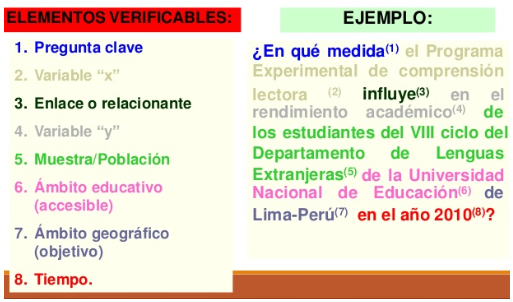 ELEMENTOS VERIFICABLES:
1. Pregunta clave
2. Variable “x”
3. Enlace o relacionante
4. Variable “y”
5. Muestra/Población
6. Ámbito educativo
(accesible)
7. Ámbito geográfico
(objetivo)
8. Tiempo.
EJEMPLO:
¿En qué medida(1) el Programa
Experimental de comprensión
lectora (2) influye(3) en el
rendimiento académico(4) de
los estudiantes del VIII ciclo del
Departamento de Lenguas
Extranjeras(5) de la Universidad
Nacional de Educación(6) de
Lima-Perú(7) en el año 2010(8)?